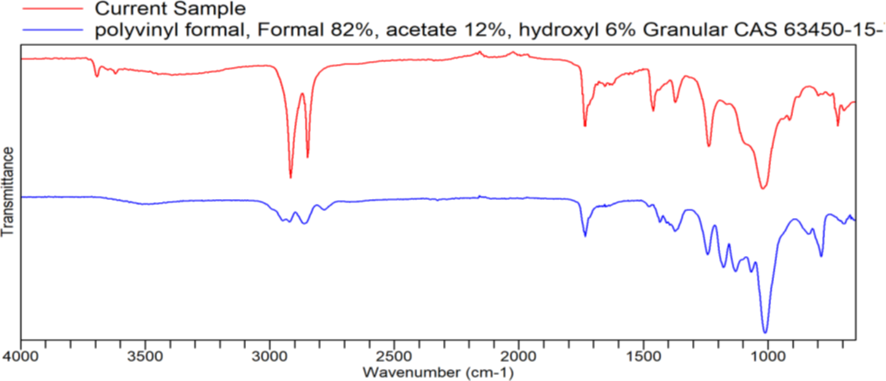 Current Sample
polyvinyl formal, Formal 82%, acetate 12%, hydroxyl 6% Granular CAS 63450-15-
Transmittance
4000 3500 3000 2500 2000 1500 1000
Wavenumber (cm-1)